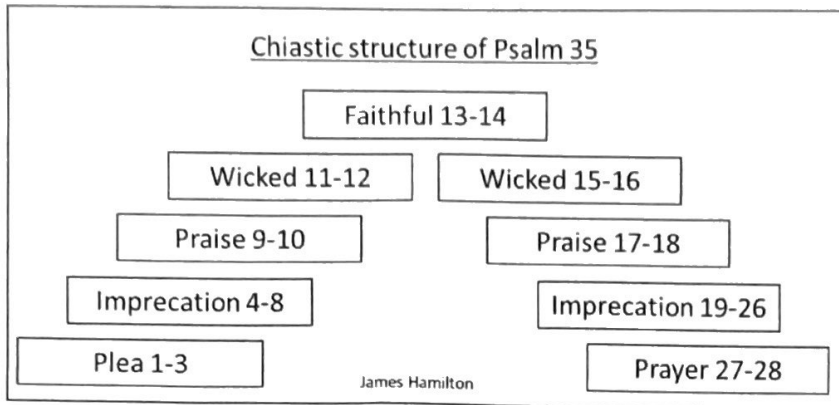 Chiastic structure of Psalm 35
Faithful 13-14
Wicked 11-12
Wicked 15-16
Praise 9-10
Praise 17-18
Imprecation 4-8
Imprecation 19-26
Plea 1-3
Prayer 27-28
James Hamilton